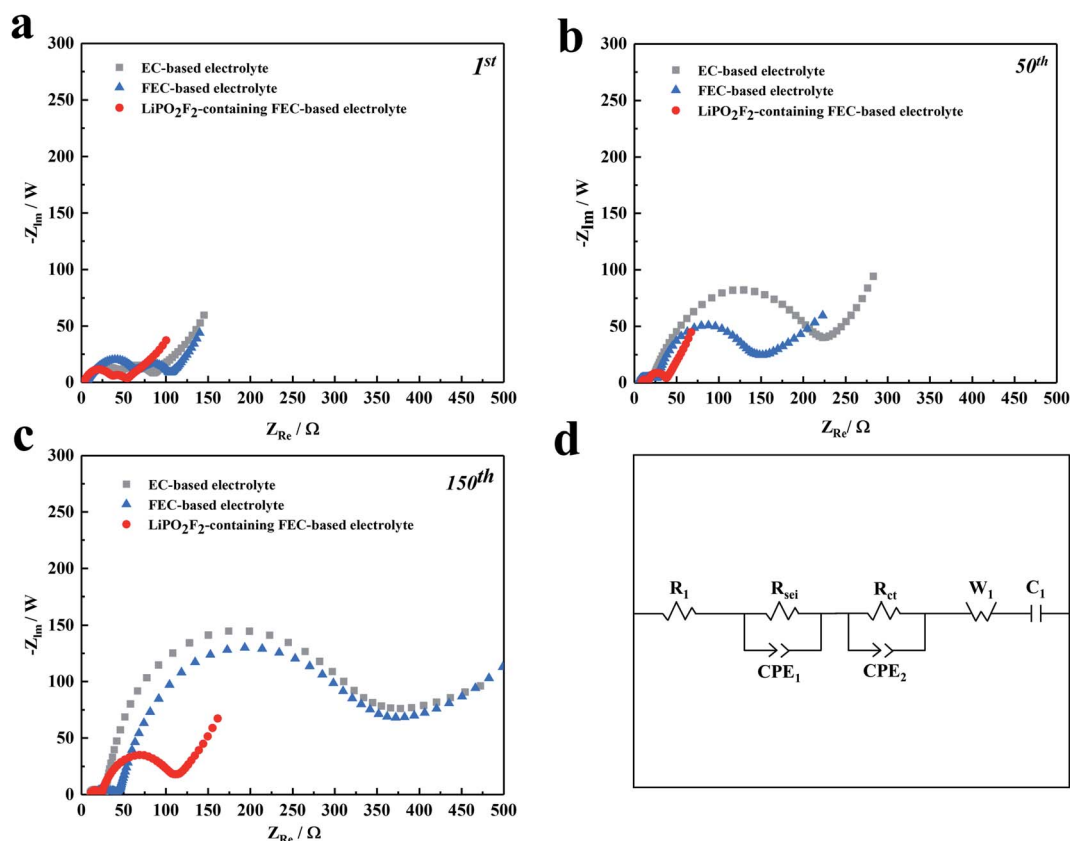 a
300
250
200
150
100
50
0
-Z_Im / W
EC-based electrolyte
FEC-based electrolyte
LiPO2F2-containing FEC-based electrolyte
1st
0 50 100 150 200 250 300 350 400 450 500
Z_Re / Ω
b
300
250
200
150
100
50
0
-Z_Im / W
EC-based electrolyte
FEC-based electrolyte
LiPO2F2-containing FEC-based electrolyte
50th
0 50 100 150 200 250 300 350 400 450 500
Z_Re/ Ω
c
300
250
200
150
100
50
0
-Z_Im / W
EC-based electrolyte
FEC-based electrolyte
LiPO2F2-containing FEC-based electrolyte
150th
0 50 100 150 200 250 300 350 400 450 500
Z_Re / Ω
d
R1 Rsei Rct W1 C1
CPE1 CPE2